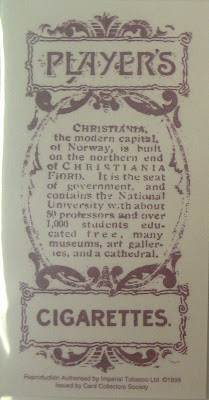 PLAYER'S
CHRISTIÁNIA,
the modern capital,
of Norway, is built
on the northern end
of CHRISTIANIA
FIORD. It is the seat
of government, and
contains the National
University with about
50 professors and over
1,000 students edu-
cated free, many
museums, art galler-
ies, and a cathedral.
CIGARETTES.
Reproduction Authorised by Imperial Tobacco Ltd. ©1999
Issued by Card Collectors Society